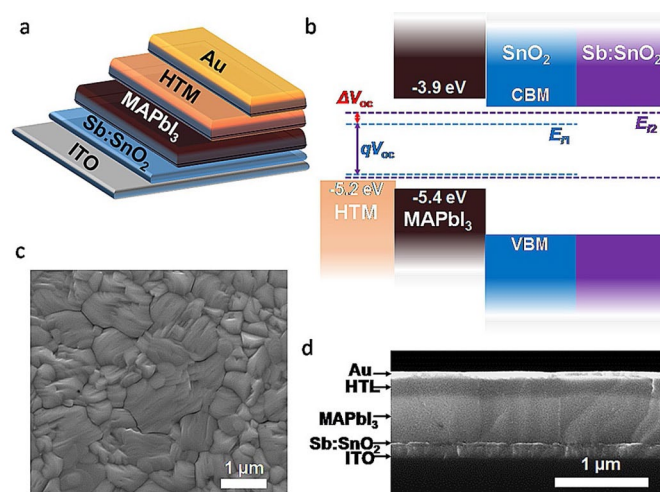 a
Au
HTM
MAPbI₃
Sb:SnO₂
ITO
b
SnO₂
Sb:SnO₂
-3.9 eV
CBM
ΔVoc
Ef1
Ef2
qVoc
-5.2 eV
-5.4 eV
HTM
MAPbI₃
VBM
c
1 µm
d
Au
HTL
MAPbI₃
Sb:SnO₂
ITO
1 µm